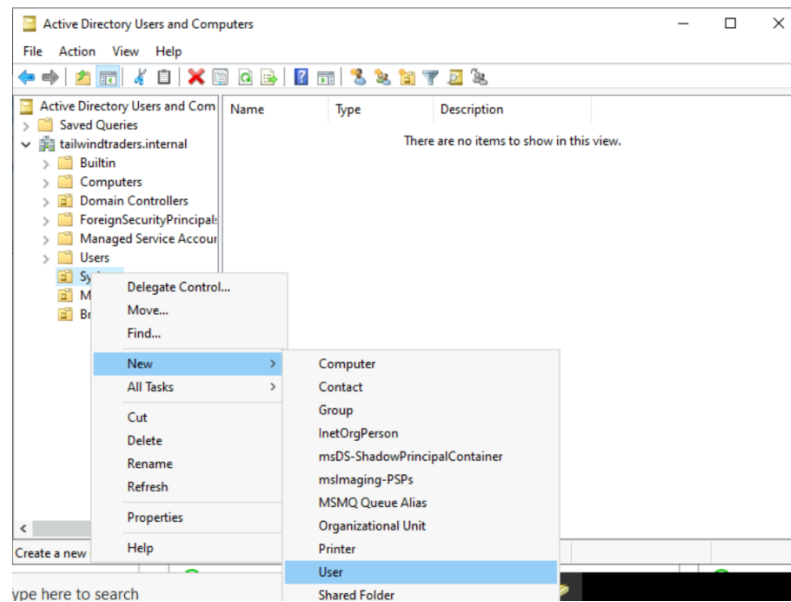 Active Directory Users and Computers
File Action View Help
Active Directory Users and Com
Name Type Description
Saved Queries
There are no items to show in this view.
tailwindtraders.internal
Builtin
Computers
Domain Controllers
ForeignSecurityPrincipals
Managed Service Accour
Users
Delegate Control...
Move...
Find...
New
All Tasks
Cut
Delete
Rename
Refresh
Properties
Help
Computer
Contact
Group
InetOrgPerson
msDS-ShadowPrincipalContainer
msImaging-PSPs
MSMQ Queue Alias
Organizational Unit
Printer
User
Shared Folder
Create a new
ype here to search